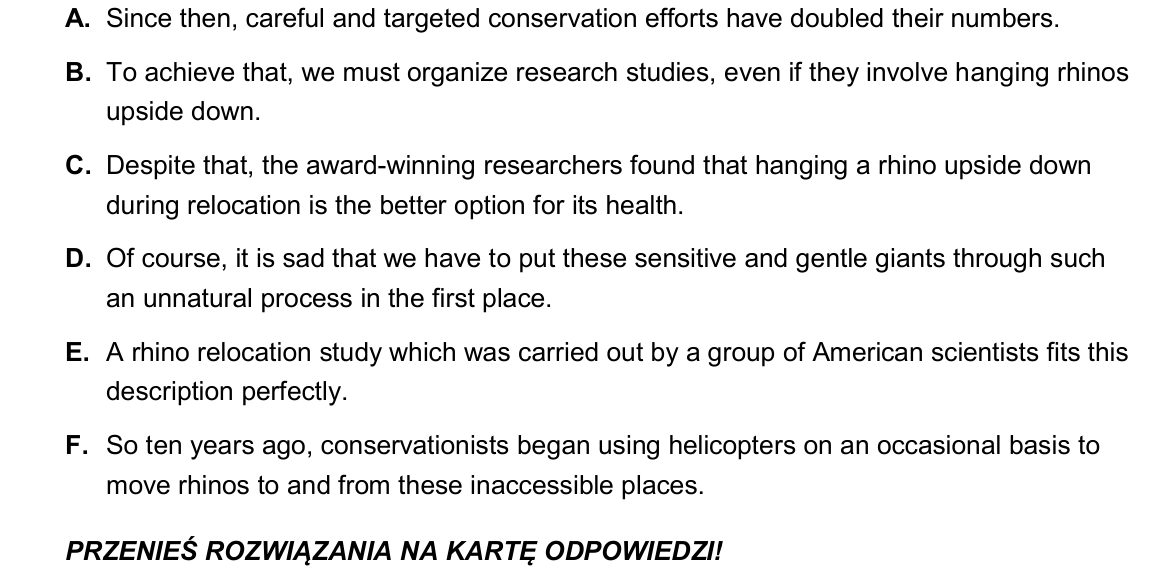 A. Since then, careful and targeted conservation efforts have doubled their numbers.
B. To achieve that, we must organize research studies, even if they involve hanging rhinos
upside down.
C. Despite that, the award-winning researchers found that hanging a rhino upside down
during relocation is the better option for its health.
D. Of course, it is sad that we have to put these sensitive and gentle giants through such
an unnatural process in the first place.
E. A rhino relocation study which was carried out by a group of American scientists fits this
description perfectly.
F. So ten years ago, conservationists began using helicopters on an occasional basis to
move rhinos to and from these inaccessible places.
PRZENIEŚ ROZWIĄZANIA NA KARTĘ ODPOWIEDZI!